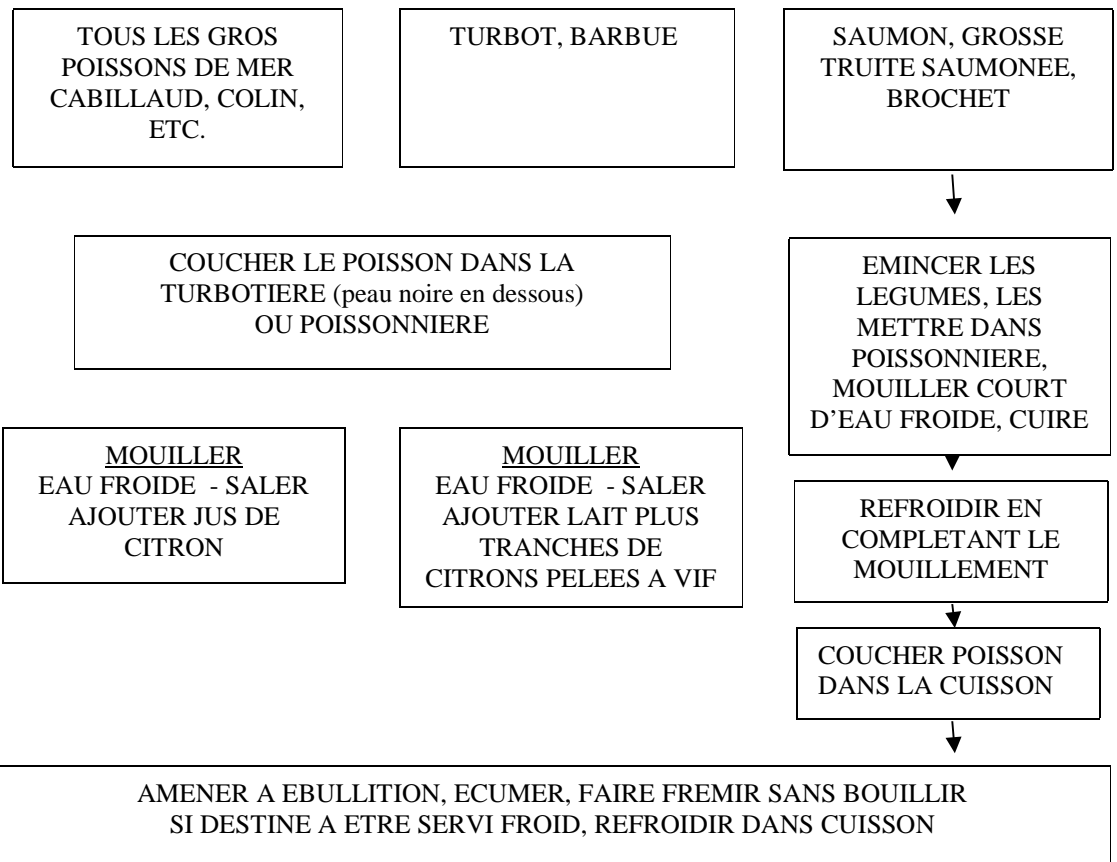 TOUS LES GROS
POISSONS DE MER
CABILLAUD, COLIN,
ETC.
TURBOT, BARBUE
SAUMON, GROSSE
TRUITE SAUMONEE,
BROCHET
COUCHER LE POISSON DANS LA
TURBOTIERE (peau noire en dessous)
OU POISSONNIERE
EMINCER LES
LEGUMES, LES
METTRE DANS
POISSONNIERE,
MOUILLER COURT
D’EAU FROIDE, CUIRE
MOUILLER
EAU FROIDE - SALER
AJOUTER JUS DE
CITRON
MOUILLER
EAU FROIDE - SALER
AJOUTER LAIT PLUS
TRANCHES DE
CITRONS PELEES A VIF
REFROIDIR EN
COMPLETANT LE
MOUILLEMENT
COUCHER POISSON
DANS LA CUISSON
AMENER A EBULLITION, ECUMER, FAIRE FREMIR SANS BOUILLIR
SI DESTINE A ETRE SERVI FROID, REFROIDIR DANS CUISSON